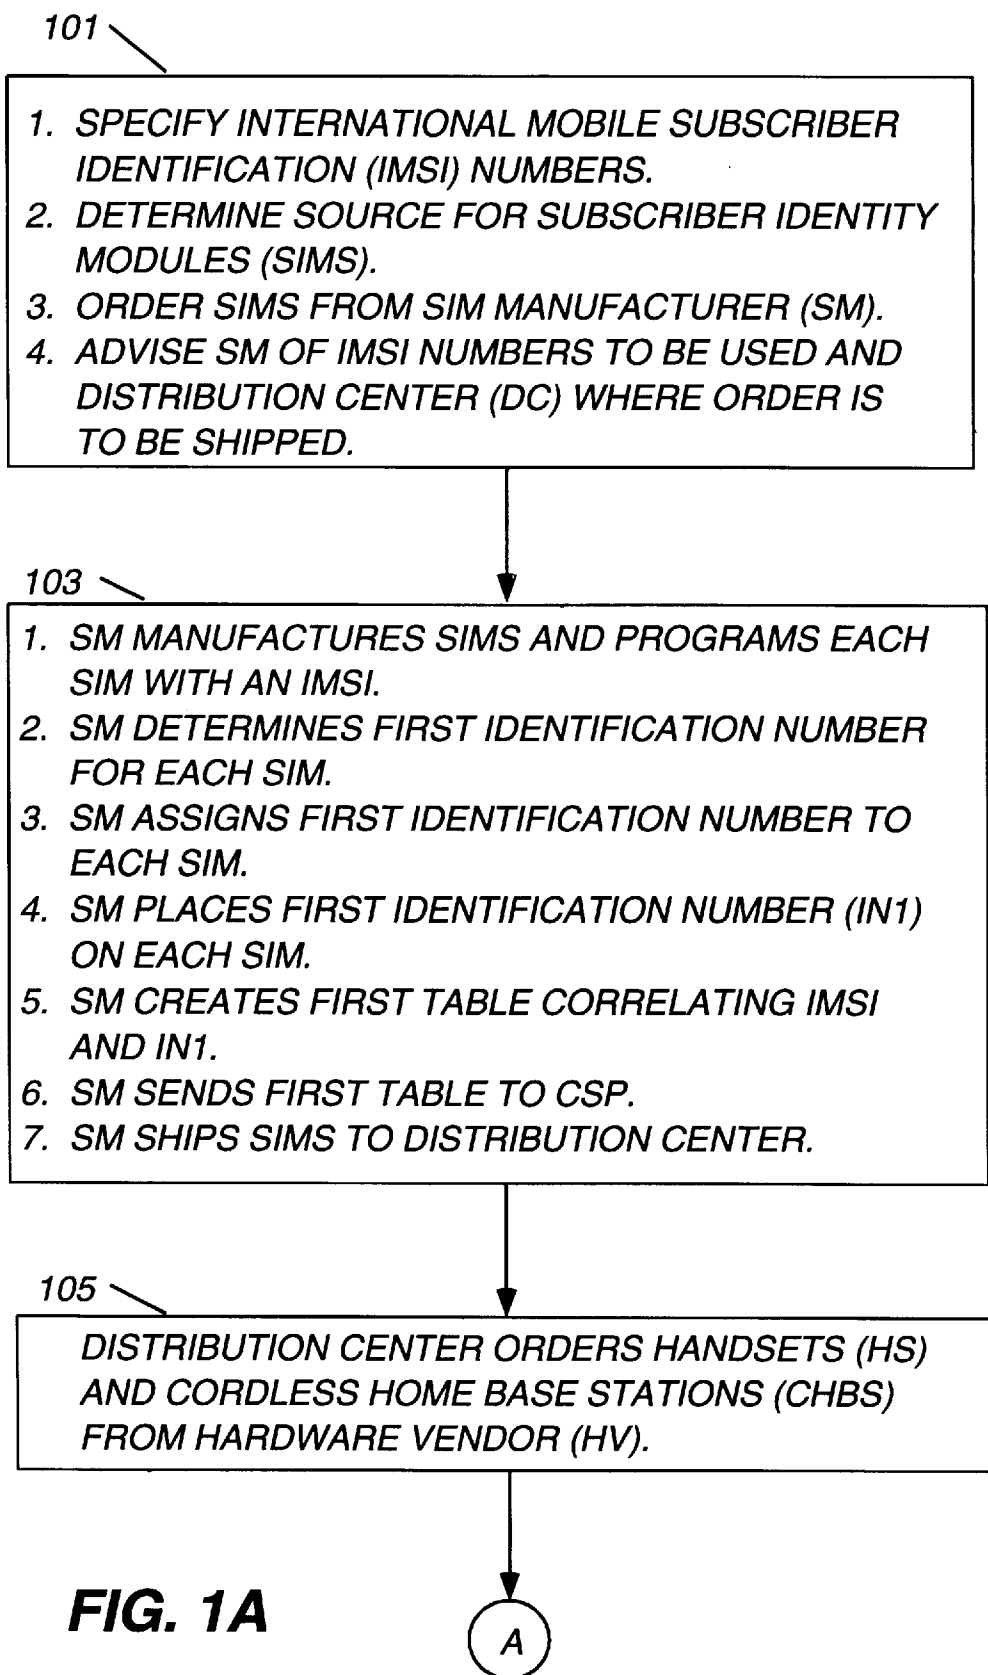 101
1. SPECIFY INTERNATIONAL MOBILE SUBSCRIBER
IDENTIFICATION (IMSI) NUMBERS.
2. DETERMINE SOURCE FOR SUBSCRIBER IDENTITY
MODULES (SIMS).
3. ORDER SIMS FROM SIM MANUFACTURER (SM).
4. ADVISE SM OF IMSI NUMBERS TO BE USED AND
DISTRIBUTION CENTER (DC) WHERE ORDER IS
TO BE SHIPPED.
103
1. SM MANUFACTURES SIMS AND PROGRAMS EACH
SIM WITH AN IMSI.
2. SM DETERMINES FIRST IDENTIFICATION NUMBER
FOR EACH SIM.
3. SM ASSIGNS FIRST IDENTIFICATION NUMBER TO
EACH SIM.
4. SM PLACES FIRST IDENTIFICATION NUMBER (IN1)
ON EACH SIM.
5. SM CREATES FIRST TABLE CORRELATING IMSI
AND IN1.
6. SM SENDS FIRST TABLE TO CSP.
7. SM SHIPS SIMS TO DISTRIBUTION CENTER.
105
DISTRIBUTION CENTER ORDERS HANDSETS (HS)
AND CORDLESS HOME BASE STATIONS (CHBS)
FROM HARDWARE VENDOR (HV).
FIG. 1A
A